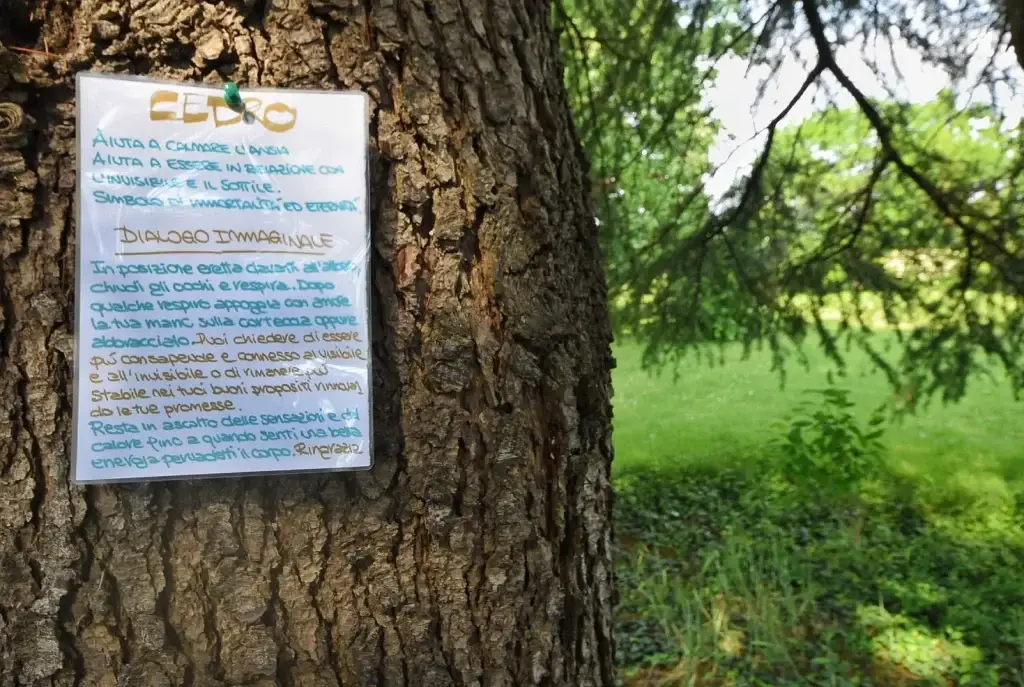 CEDRO
AIUTA A CALMARE L'ANSIA
AIUTA A ESSERE IN RELAZIONE CON
L'INVISIBILE E IL SOTTILE.
SIMBOLO DI IMMORTALITÀ ED ETERNITÀ
DIALOGO IMMAGINALE
In posizione eretta davanti all'albero
chiudi gli occhi e respira. Dopo
qualche respiro appoggia con amore
la tua mano sulla corteccia oppure
abbraccialo. Puoi chiedere di essere
più consapevole e connesso al visibile
e all'invisibile o di rimanere più
stabile nei tuoi buoni propositi rinnovan
do le tue promesse.
Resta in ascolto delle sensazioni e del
calore fino a quando senti una bella
energia pervaderti il corpo. Ringrazia